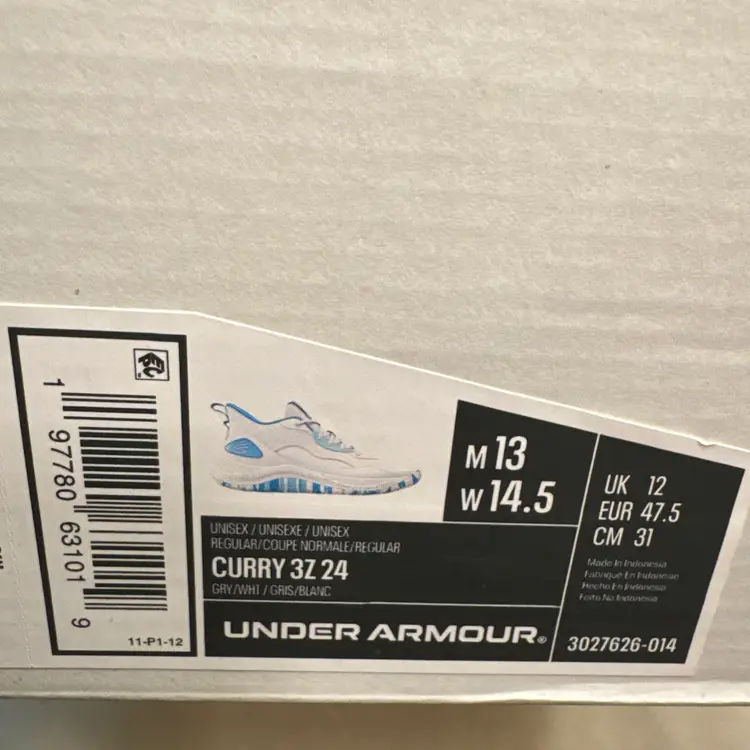 1 97780 63101 9
11-P1-12
M 13
W 14.5
UK 12
EUR 47.5
CM 31
UNISEX / UNISEXE / UNISEX
REGULAR/COUPE NORMALE/REGULAR
CURRY 3Z 24
GRY/WHT / GRIS/BLANC
UNDER ARMOUR®
Made In Indonesia
Fabriqué En Indonésie
Hecho En Indonesia
Feito Na Indonésia
3027626-014